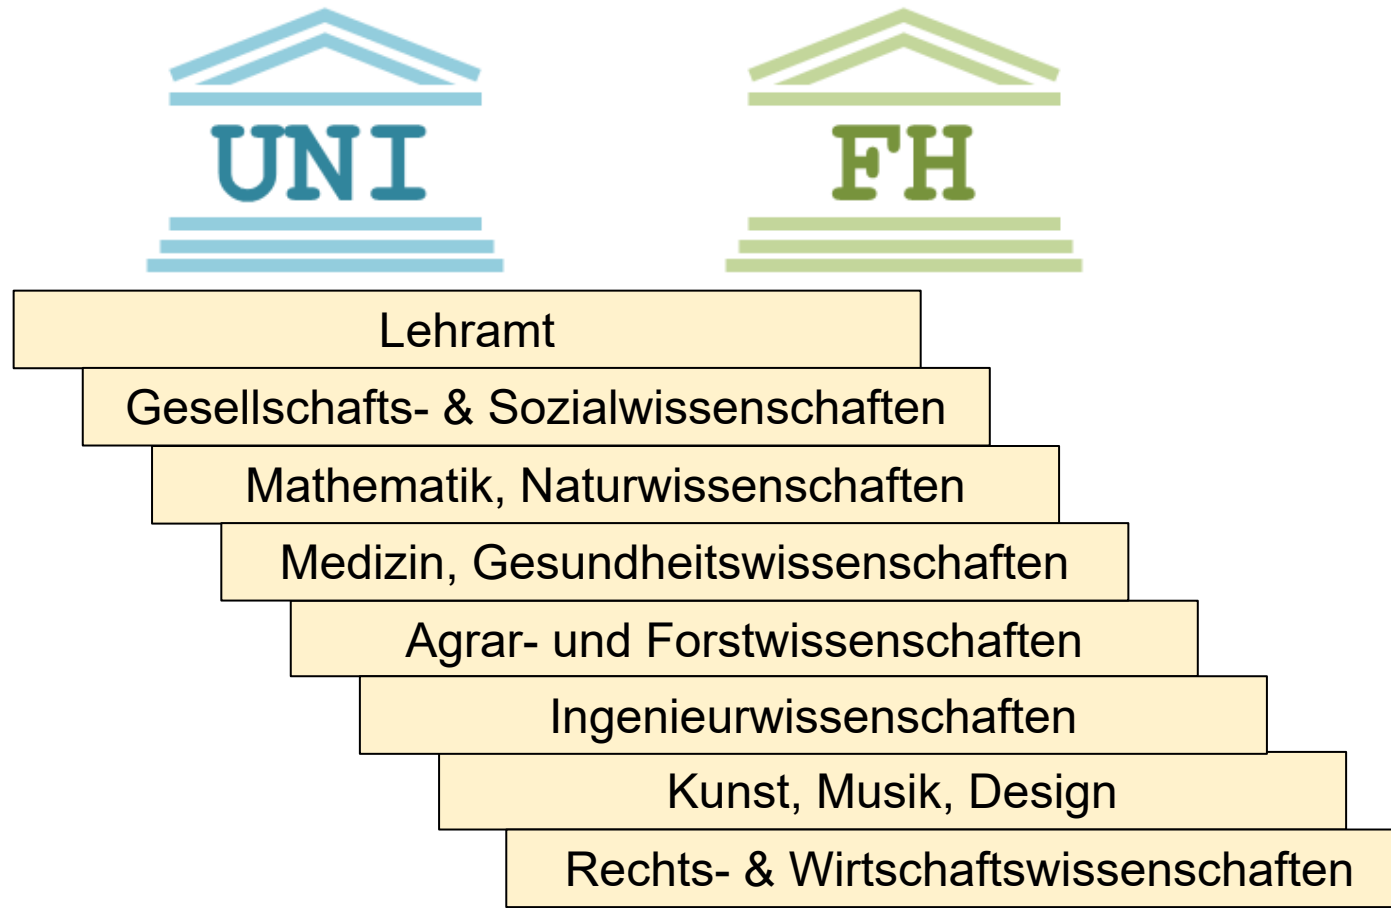 UNI
FH
Lehramt
Gesellschafts- & Sozialwissenschaften
Mathematik, Naturwissenschaften
Medizin, Gesundheitswissenschaften
Agrar- und Forstwissenschaften
Ingenieurwissenschaften
Kunst, Musik, Design
Rechts- & Wirtschaftswissenschaften